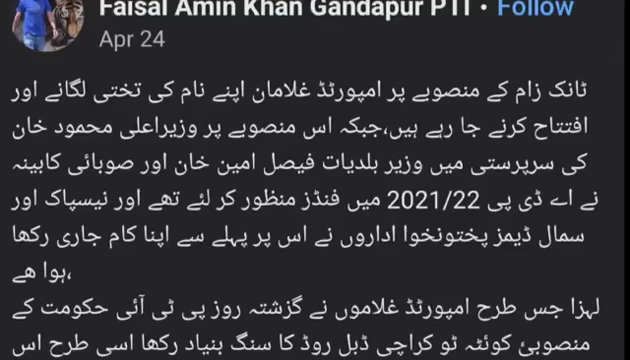 Faisal Amin Khan Gandapur PTI • Follow
Apr 24
ٹانک زام کے منصوبے پر امپورٹڈ غلامان اپنے نام کی تختی لگانے اور
افتتاح کرنے جا رہے ہیں،جبکہ اس منصوبے پر وزیراعلی محمود خان
کی سرپرستی میں وزیر بلدیات فیصل امین خان اور صوبائی کابینہ
نے اے ڈی پی 2021/22 میں فنڈز منظور کر لئے تھے اور نیسپاک اور
سمال ڈیمز پختونخوا اداروں نے اس پر پہلے سے اپنا کام جاری رکھا
ہوا ھے،
لہزا جس طرح امپورٹڈ غلاموں نے گزشتہ روز پی ٹی آئی حکومت کے
منصوبئ کوئٹہ ٹو کراچی ڈبل روڈ کا سنگ بنیاد رکھا اسی طرح اس